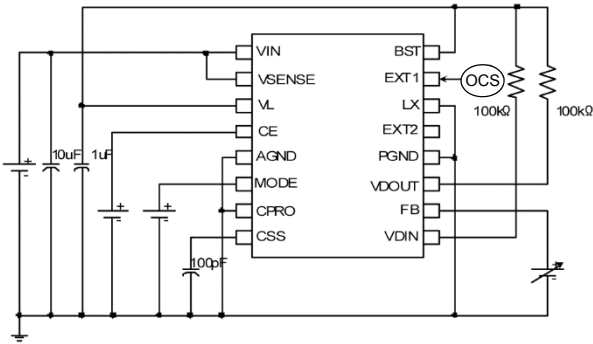 VIN
BST
VSENSE
EXT1
OCS
VL
LX
100kΩ
100kΩ
CE
EXT2
10uF
1uF
AGND
PGND
MODE
VDOUT
CPRO
FB
CSS
VDIN
100pF
+
-
+
-
+
-
+
-